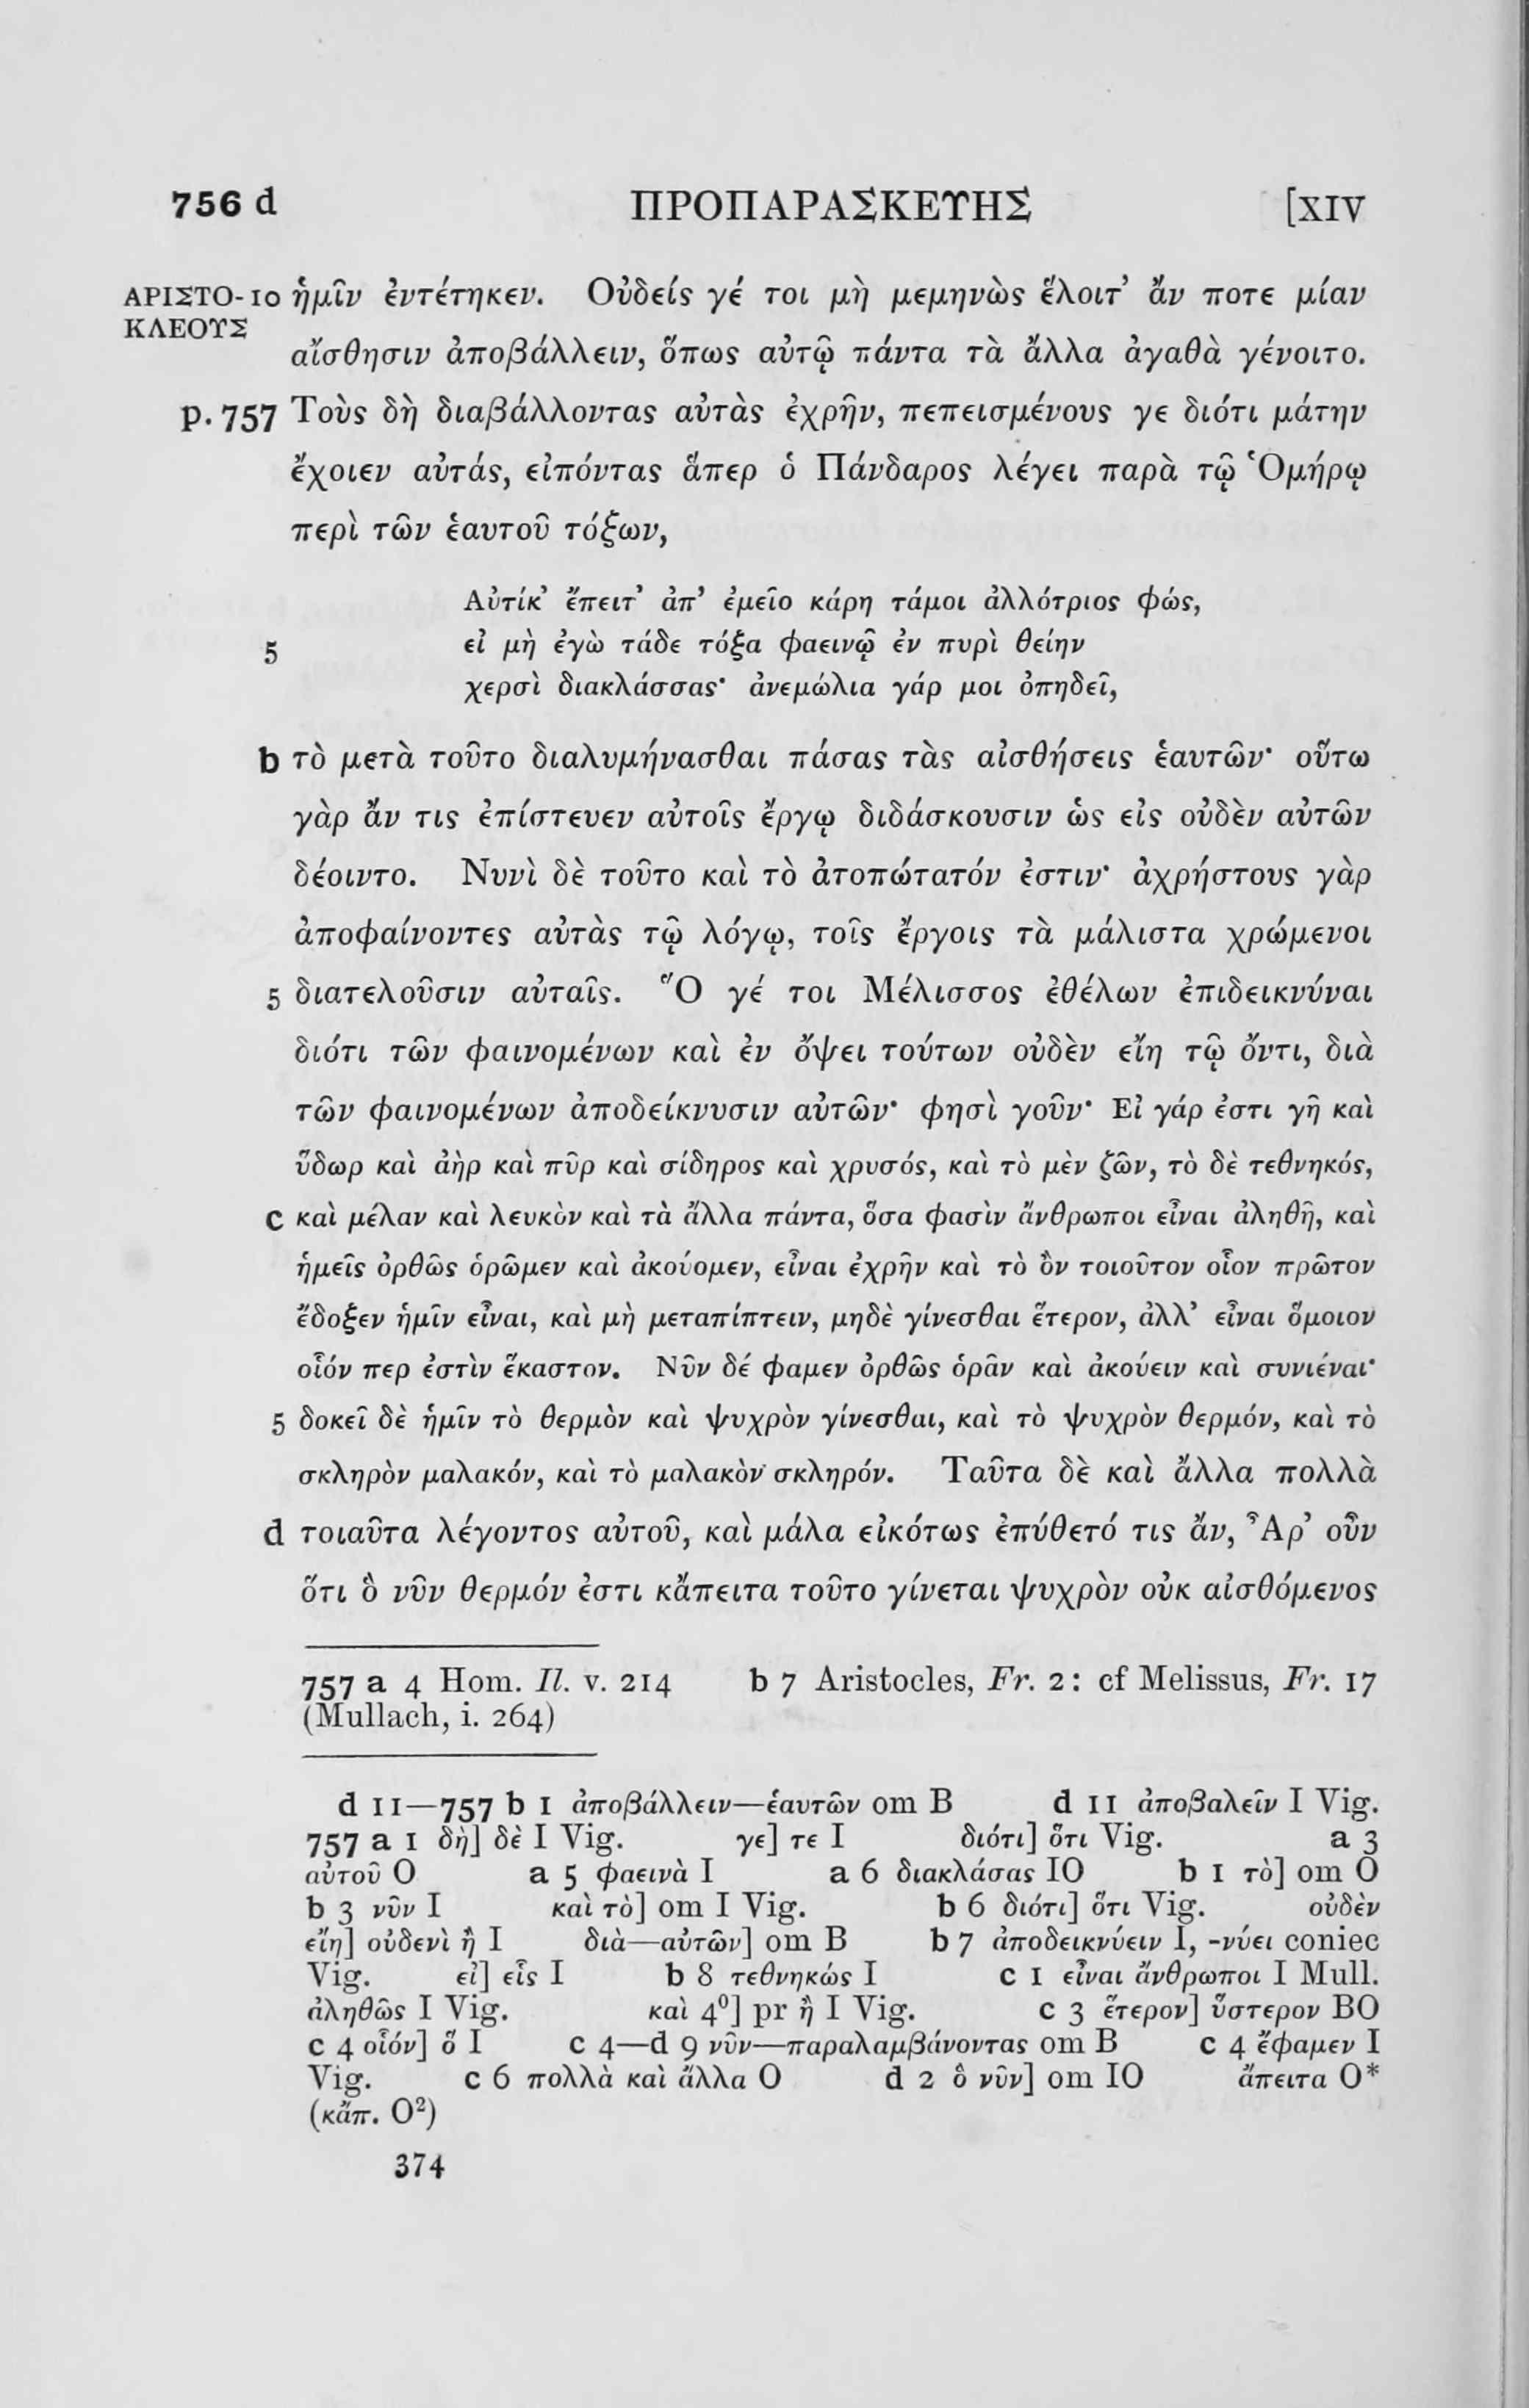 756 d ΠΡΟΠΑΡΑΣΚΕΥΗΣ [XIV
ΑΡΙΣΤΟ- 10 ἡμῖν ἐντέτηκεν. Οὐδείς γέ τοι μὴ μεμηνὼς ἕλοιτ’ ἄν ποτε μίαν
ΚΛΕΟΥΣ
αἴσθησιν ἀποβάλλειν, ὅπως αὐτῷ πάντα τὰ ἄλλα ἀγαθὰ γένοιτο.
p. 757 Τοὺς δὴ διαβάλλοντας αὐτὰς ἐχρῆν, πεπεισμένους γε διότι μάτην
ἔχοιεν αὐτάς, εἰπόντας ἅπερ ὁ Πάνδαρος λέγει παρὰ τῷ Ὁμήρῳ
περὶ τῶν ἑαυτοῦ τόξων,
Αὐτίκ’ ἔπειτ’ ἀπ’ ἐμεῖο κάρη τάμοι ἀλλότριος φώς,
5 εἰ μὴ ἐγὼ τάδε τόξα φαεινῷ ἐν πυρὶ θείην
χερσὶ διακλάσσας· ἀνεμώλια γάρ μοι ὀπηδεῖ,
b τὸ μετὰ τοῦτο διαλυμήνασθαι πάσας τὰς αἰσθήσεις ἑαυτῶν· οὕτω
γὰρ ἄν τις ἐπίστευεν αὐτοῖς ἔργῳ διδάσκουσιν ὡς εἰς οὐδὲν αὐτῶν
δέοιντο. Νυνὶ δὲ τοῦτο καὶ τὸ ἀτοπώτατόν ἐστιν· ἀχρήστους γὰρ
ἀποφαίνοντες αὐτὰς τῷ λόγῳ, τοῖς ἔργοις τὰ μάλιστα χρώμενοι
5 διατελοῦσιν αὐταῖς. Ὅ γέ τοι Μέλισσος ἐθέλων ἐπιδεικνύναι
διότι τῶν φαινομένων καὶ ἐν ὄψει τούτων οὐδὲν εἴη τῷ ὄντι, διὰ
τῶν φαινομένων ἀποδείκνυσιν αὐτῶν· φησὶ γοῦν· Εἰ γάρ ἐστι γῆ καὶ
ὕδωρ καὶ ἀὴρ καὶ πῦρ καὶ σίδηρος καὶ χρυσός, καὶ τὸ μὲν ζῶν, τὸ δὲ τεθνηκός,
c καὶ μέλαν καὶ λευκὸν καὶ τὰ ἄλλα πάντα, ὅσα φασὶν ἄνθρωποι εἶναι ἀληθῆ, καὶ
ἡμεῖς ὀρθῶς ὁρῶμεν καὶ ἀκούομεν, εἶναι ἐχρῆν καὶ τὸ ὂν τοιοῦτον οἷον πρῶτον
ἔδοξεν ἡμῖν εἶναι, καὶ μὴ μεταπίπτειν, μηδὲ γίνεσθαι ἕτερον, ἀλλ’ εἶναι ὅμοιον
οἷόν περ ἐστὶν ἕκαστον. Νῦν δέ φαμεν ὀρθῶς ὁρᾶν καὶ ἀκούειν καὶ συνιέναι·
5 δοκεῖ δὲ ἡμῖν τὸ θερμὸν καὶ ψυχρὸν γίνεσθαι, καὶ τὸ ψυχρὸν θερμόν, καὶ τὸ
σκληρὸν μαλακόν, καὶ τὸ μαλακὸν σκληρόν. Ταῦτα δὲ καὶ ἄλλα πολλὰ
d τοιαῦτα λέγοντος αὐτοῦ, καὶ μάλα εἰκότως ἐπύθετό τις ἄν, Ἆρ’ οὖν
ὅτι ὃ νῦν θερμόν ἐστι κἄπειτα τοῦτο γίνεται ψυχρὸν οὐκ αἰσθόμενος
757 a 4 Hom. Il. v. 214 b 7 Aristocles, Fr. 2: cf Melissus, Fr. 17
(Mullach, i. 264)
d 11—757 b 1 ἀποβάλλειν—ἑαυτῶν om B d 11 ἀποβαλεῖν I Vig.
757 a 1 δὴ] δὲ I Vig. γε] τε I διότι] ὅτι Vig. a 3
αὐτοῦ O a 5 φαεινὰ I a 6 διακλάσας IO b 1 τὸ] om O
b 3 νῦν I καὶ τὸ] om I Vig. b 6 διότι] ὅτι Vig. οὐδὲν
εἴη] οὐδενὶ ᾖ I διὰ—αὐτῶν] om B b 7 ἀποδεικνύειν I, -νύει coniec
Vig. εἰ] εἷς I b 8 τεθνηκώς I c 1 εἶναι ἄνθρωποι I Mull.
ἀληθῶς I Vig. καὶ 4⁰] pr ἢ I Vig. c 3 ἕτερον] ὕστερον BO
c 4 οἷόν] ὅ I c 4—d 9 νῦν—παραλαμβάνοντας om B c 4 ἔφαμεν I
Vig. c 6 πολλὰ καὶ ἄλλα O d 2 ὃ νῦν] om IO ἄπειτα O*
(κἄπ. O²)
374